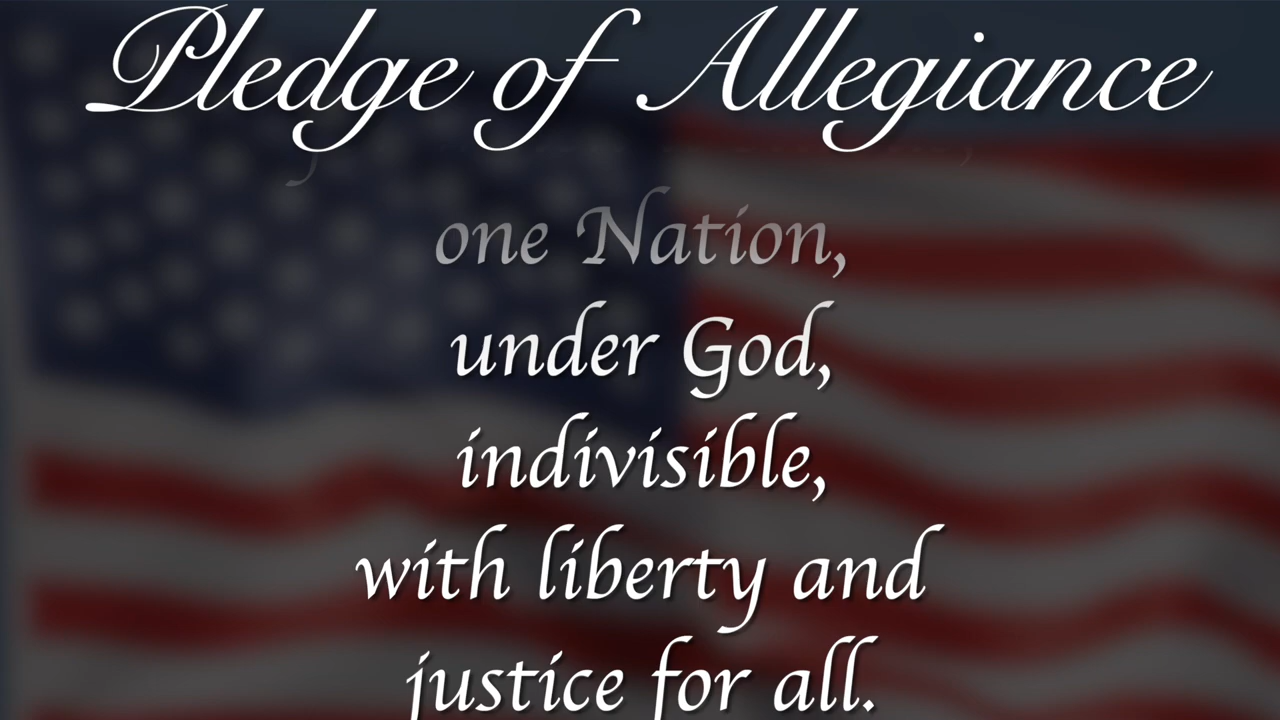 Pledge of Allegiance
one Nation,
under God,
indivisible,
with liberty and
justice for all.